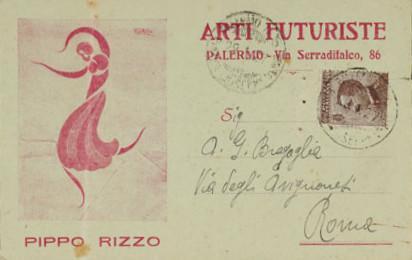 ARTI FUTURISTE
PALERMO - Via Serradifalco, 86
Sig
A. G. Bragaglia
Via degli Avignonesi
Roma
PIPPO RIZZO